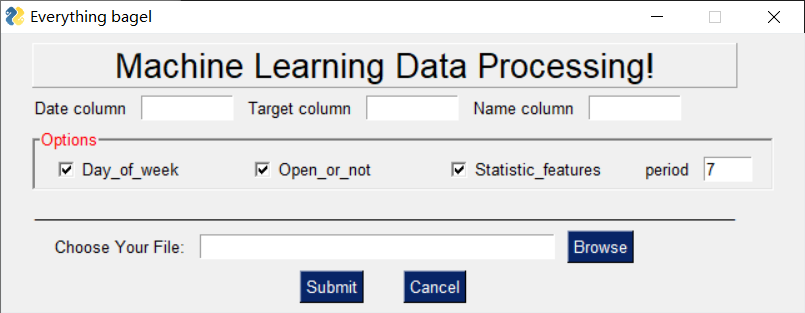 Everything bagel
Machine Learning Data Processing!
Date column Target column Name column
Options
Day_of_week Open_or_not Statistic_features period 7
Choose Your File: Browse
Submit Cancel